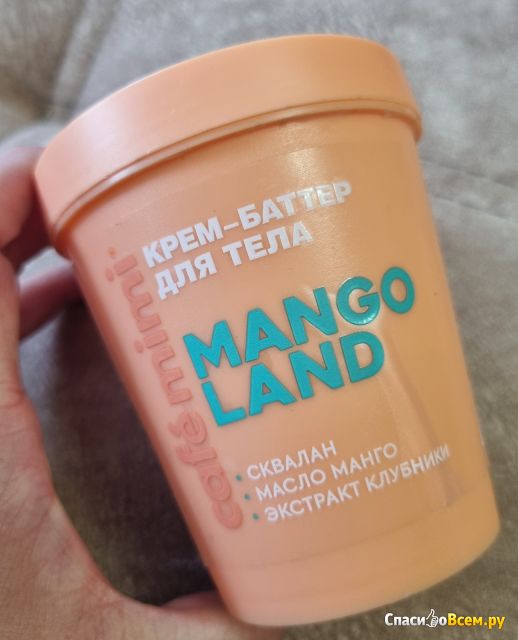 КРЕМ-БАТТЕР
ДЛЯ ТЕЛА
café mimi
MANGO
LAND
· СКВАЛАН
· МАСЛО МАНГО
· ЭКСТРАКТ КЛУБНИКИ
СпасибоВсем.ру